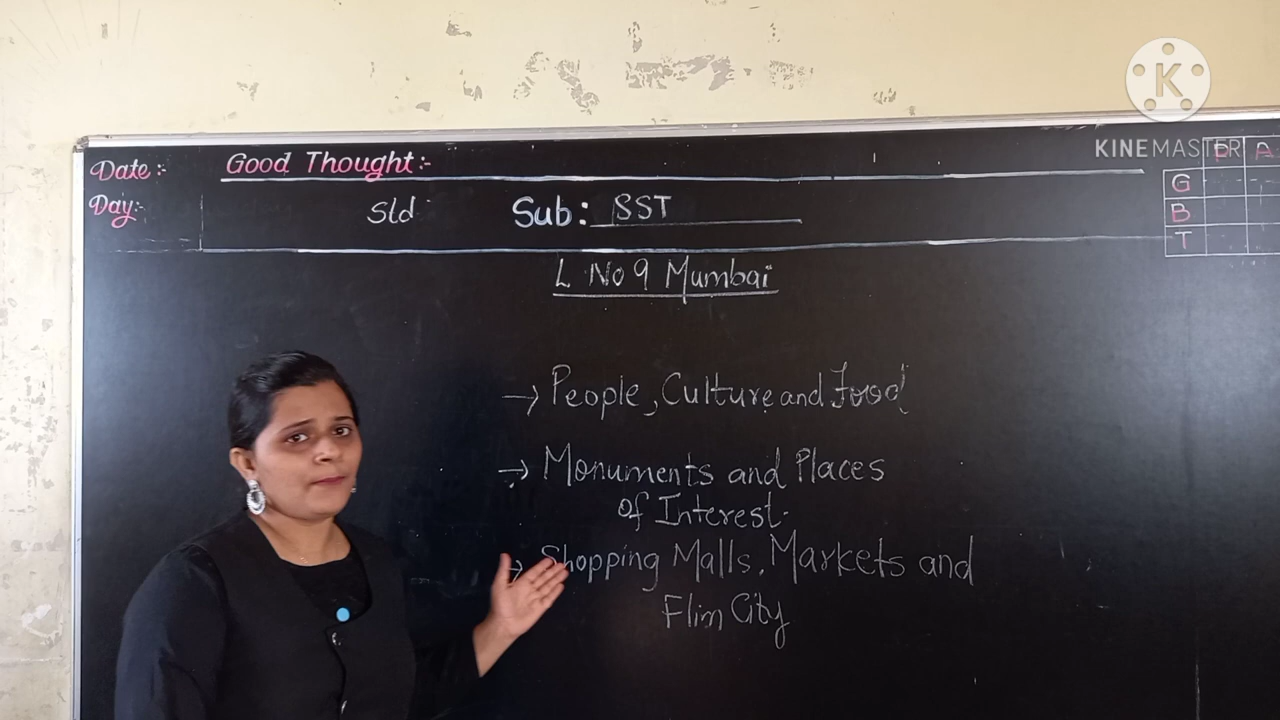 K
KINEMASTER
Date:-
Good Thought:-
B A
Day:-
Std
Sub: SST
G
B
T
L No 9 Mumbai
→ People, Culture and Food
→ Monuments and Places
of Interest.
→ Shopping Malls, Markets and
Flim City